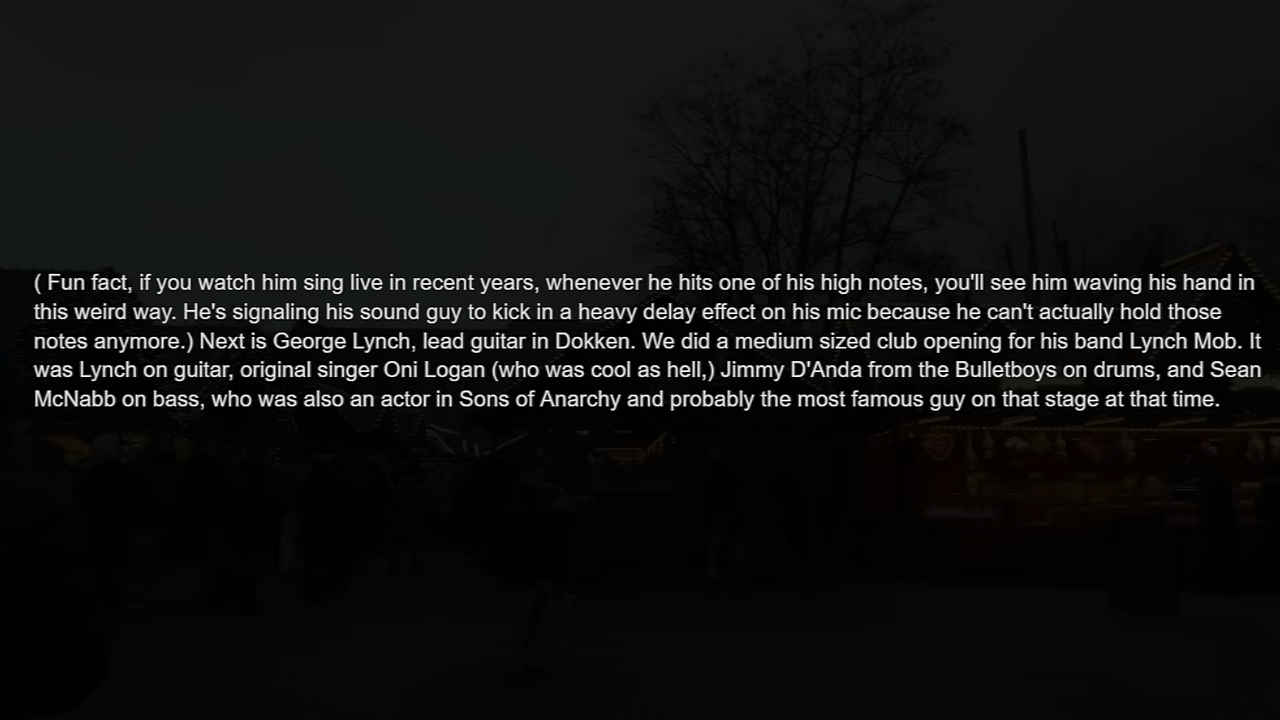 ( Fun fact, if you watch him sing live in recent years, whenever he hits one of his high notes, you'll see him waving his hand in
this weird way. He's signaling his sound guy to kick in a heavy delay effect on his mic because he can't actually hold those
notes anymore.) Next is George Lynch, lead guitar in Dokken. We did a medium sized club opening for his band Lynch Mob. It
was Lynch on guitar, original singer Oni Logan (who was cool as hell,) Jimmy D'Anda from the Bulletboys on drums, and Sean
McNabb on bass, who was also an actor in Sons of Anarchy and probably the most famous guy on that stage at that time.